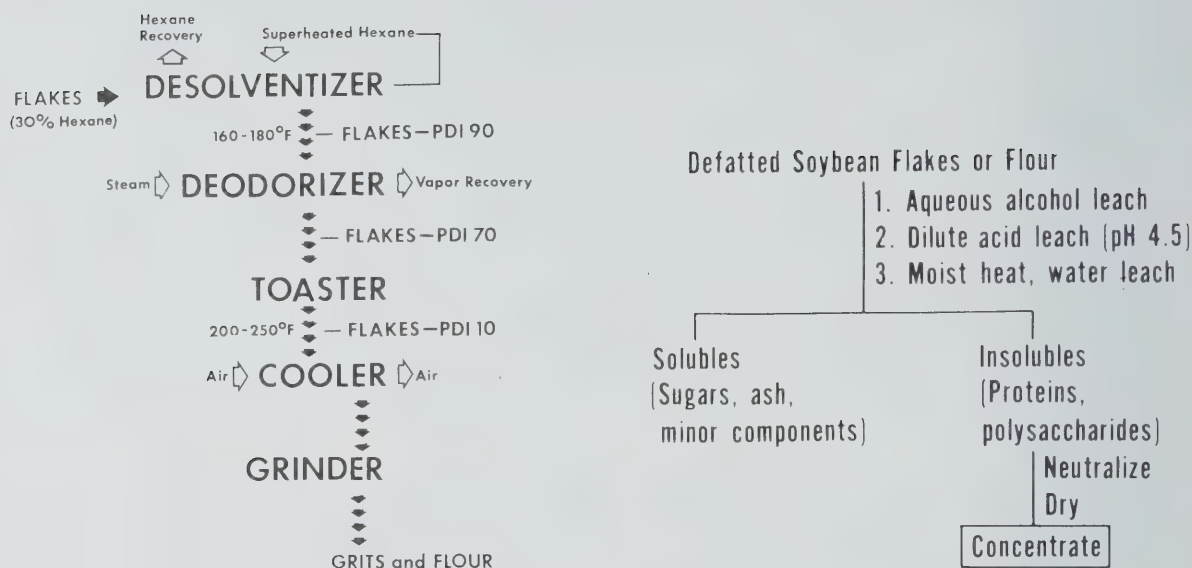 Hexane
Recovery
Superheated Hexane
DESOLVENTIZER
FLAKES
(30% Hexane)
160-180°F
FLAKES-PDI 90
Steam
DEODORIZER
Vapor Recovery
FLAKES-PDI 70
TOASTER
200-250°F
FLAKES-PDI 10
Air
COOLER
Air
GRINDER
GRITS and FLOUR
Defatted Soybean Flakes or Flour
1. Aqueous alcohol leach
2. Dilute acid leach (pH 4.5)
3. Moist heat, water leach
Solubles
(Sugars, ash,
minor components)
Insolubles
(Proteins,
polysaccharides)
Neutralize
Dry
Concentrate